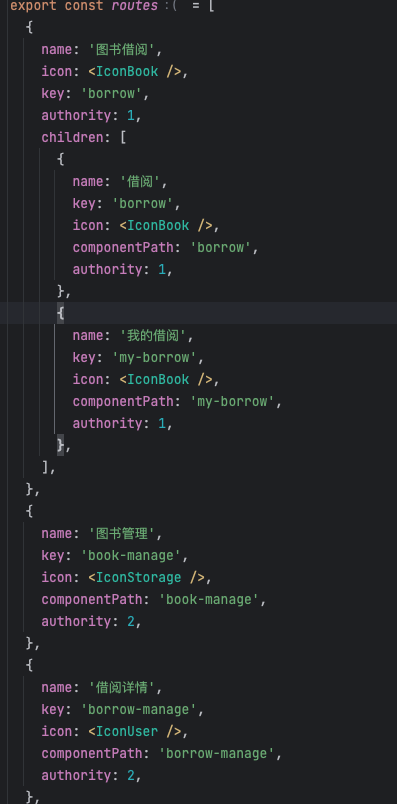 export const routes :( = [
{
name: '图书借阅',
icon: <IconBook />,
key: 'borrow',
authority: 1,
children: [
{
name: '借阅',
key: 'borrow',
icon: <IconBook />,
componentPath: 'borrow',
authority: 1,
},
{
name: '我的借阅',
key: 'my-borrow',
icon: <IconBook />,
componentPath: 'my-borrow',
authority: 1,
},
],
},
{
name: '图书管理',
key: 'book-manage',
icon: <IconStorage />,
componentPath: 'book-manage',
authority: 2,
},
{
name: '借阅详情',
key: 'borrow-manage',
icon: <IconUser />,
componentPath: 'borrow-manage',
authority: 2,
},